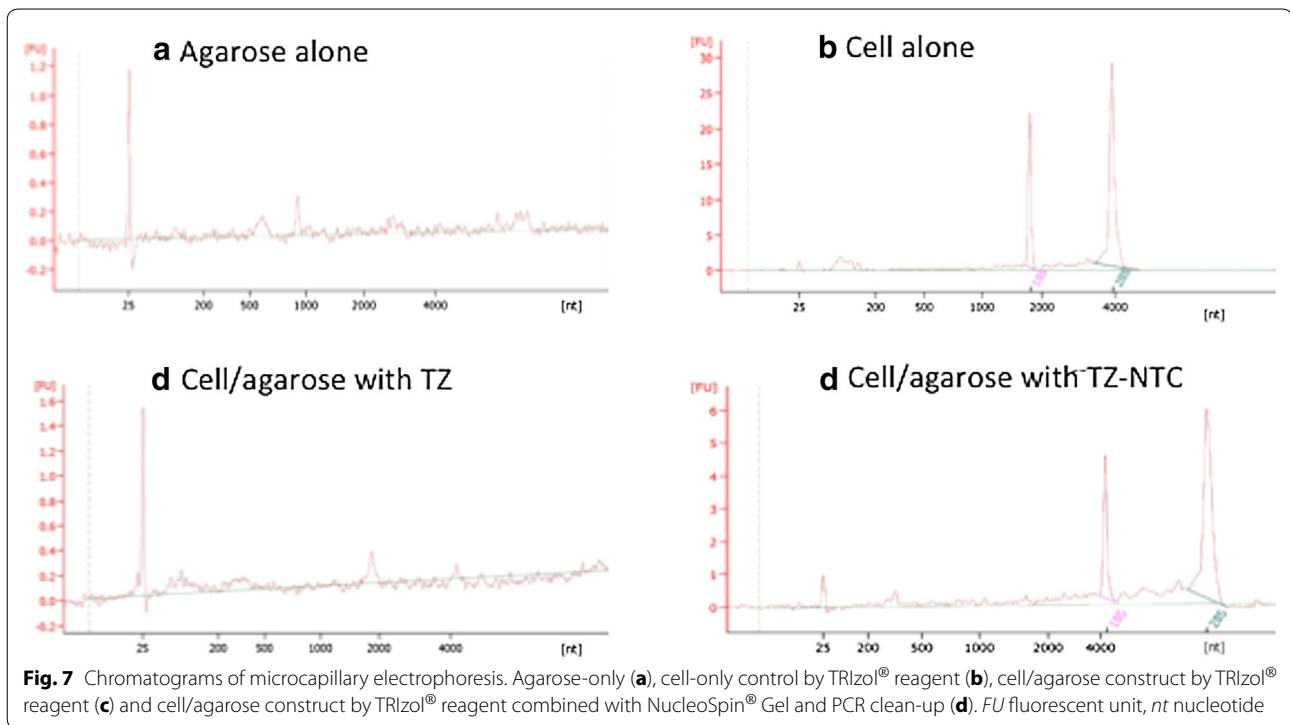 a Agarose alone
[FU]
1.2
1.0
0.8
0.6
0.4
0.2
0.0
-0.2
25 200 500 1000 2000 4000 [nt]
b Cell alone
[FU]
30
25
20
15
10
5
0
18S 28S
25 200 500 1000 2000 4000 [nt]
d Cell/agarose with TZ
[FU]
1.6
1.4
1.2
1.0
0.8
0.6
0.4
0.2
0.0
-0.2
25 200 500 1000 2000 4000 [nt]
d Cell/agarose with TZ-NTC
[FU]
6
5
4
3
2
1
0
18S 28S
25 200 500 1000 2000 4000 [nt]
Fig. 7 Chromatograms of microcapillary electrophoresis. Agarose-only (a), cell-only control by TRIzol® reagent (b), cell/agarose construct by TRIzol®
reagent (c) and cell/agarose construct by TRIzol® reagent combined with NucleoSpin® Gel and PCR clean-up (d). FU fluorescent unit, nt nucleotide